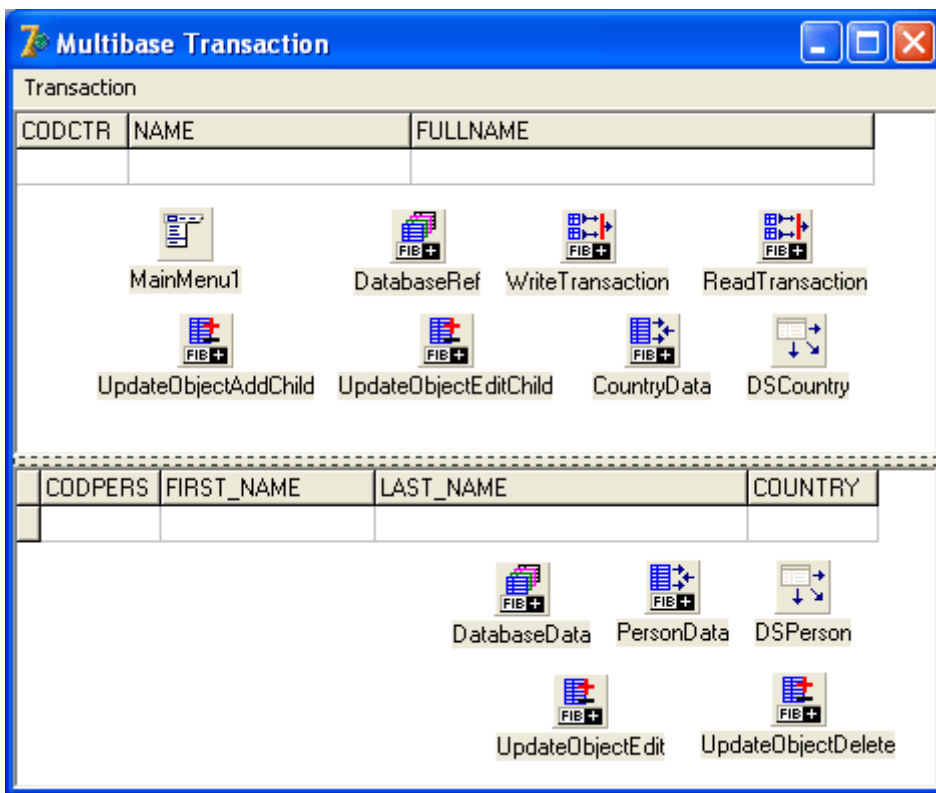 7 Multibase Transaction
Transaction
CODCTR NAME FULLNAME
FIB+ FIB+ FIB+
MainMenu1 DatabaseRef WriteTransaction ReadTransaction
FIB+ FIB+ FIB+
UpdateObjectAddChild UpdateObjectEditChild CountryData DSCountry
CODPERS FIRST_NAME LAST_NAME COUNTRY
FIB+ FIB+
DatabaseData PersonData DSPerson
FIB+ FIB+
UpdateObjectEdit UpdateObjectDelete